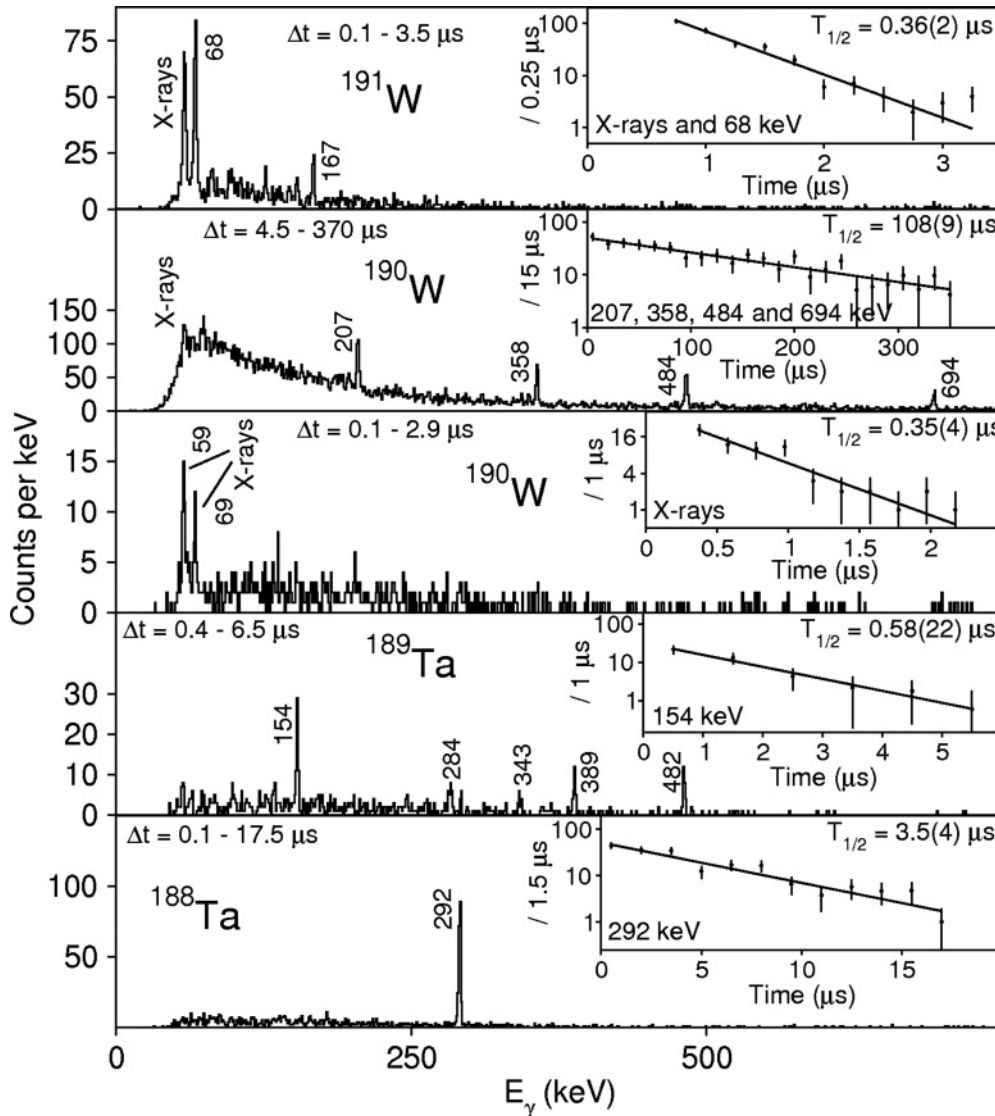 Counts per keV
75
50
25
0
Δt = 0.1 - 3.5 μs
191W
X-rays
68
167
/ 0.25 μs
100
10
1
T1/2 = 0.36(2) μs
X-rays and 68 keV
0 1 2 3
Time (μs)
150
100
50
0
Δt = 4.5 - 370 μs
190W
X-rays
207
358
484
694
/ 15 μs
100
10
1
T1/2 = 108(9) μs
207, 358, 484 and 694 keV
0 100 200 300
Time (μs)
15
10
5
0
Δt = 0.1 - 2.9 μs
190W
59
69
X-rays
/ 1 μs
16
4
1
T1/2 = 0.35(4) μs
X-rays
0 0.5 1 1.5 2
Time (μs)
30
20
10
0
Δt = 0.4 - 6.5 μs
189Ta
154
284
343
389
482
/ 1 μs
100
10
1
T1/2 = 0.58(22) μs
154 keV
0 1 2 3 4 5
Time (μs)
100
50
Δt = 0.1 - 17.5 μs
188Ta
292
/ 1.5 μs
100
10
1
T1/2 = 3.5(4) μs
292 keV
0 5 10 15
Time (μs)
0 250 500
Eγ (keV)